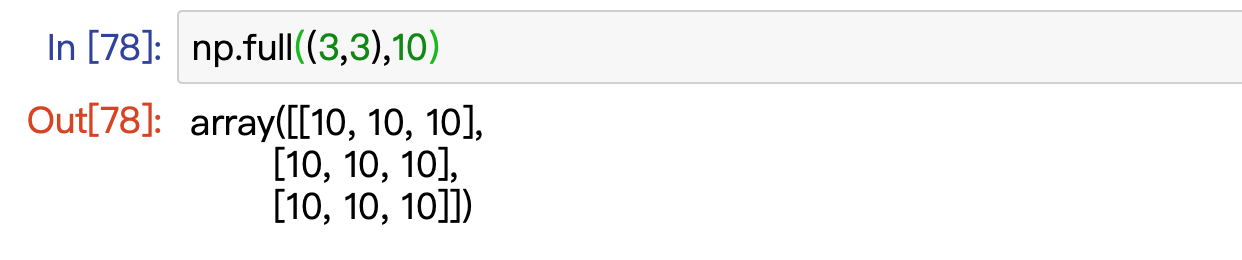 In [78]: np.full((3,3),10)
Out[78]: array([[10, 10, 10],
[10, 10, 10],
[10, 10, 10]])